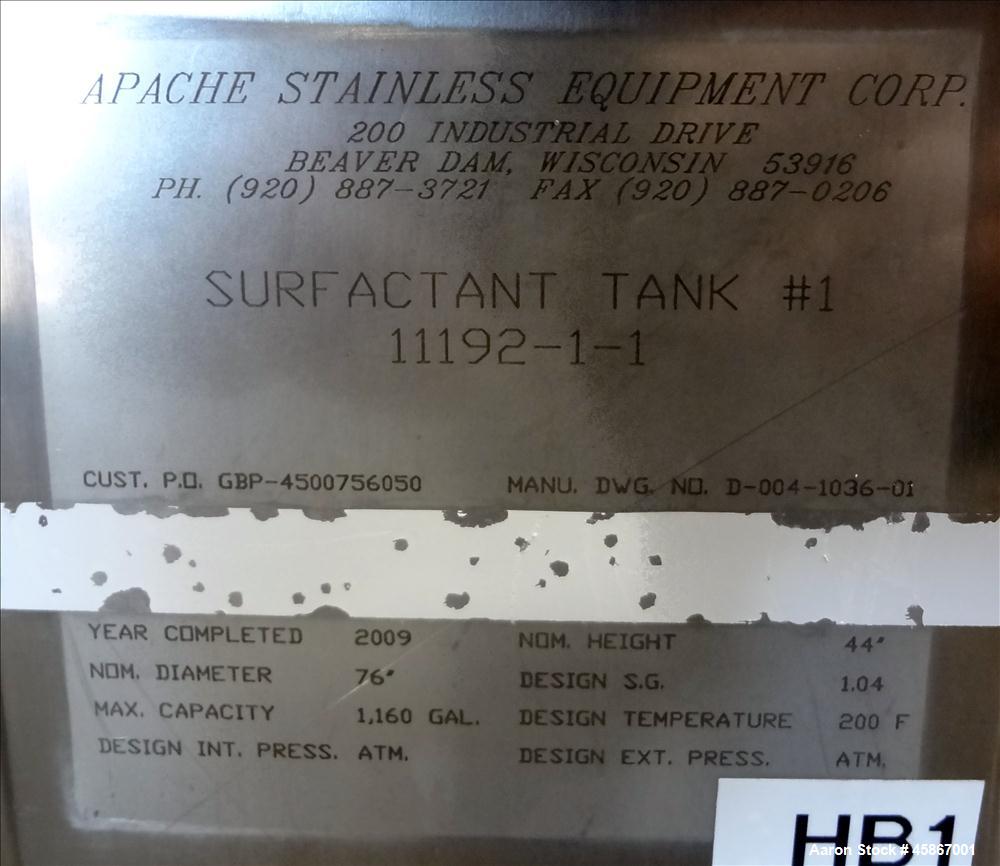 APACHE STAINLESS EQUIPMENT CORP.
200 INDUSTRIAL DRIVE
BEAVER DAM, WISCONSIN 53916
PH. (920) 887-3721 FAX (920) 887-0206
SURFACTANT TANK #1
11192-1-1
CUST. P.O. GBP-4500756050 MANU. DWG. NO. D-004-1036-01
YEAR COMPLETED 2009 NOM. HEIGHT 44"
NOM. DIAMETER 76" DESIGN S.G. 1.04
MAX. CAPACITY 1,160 GAL. DESIGN TEMPERATURE 200 F
DESIGN INT. PRESS. ATM. DESIGN EXT. PRESS. ATM.
HB1
Aaron Stock # 45867001